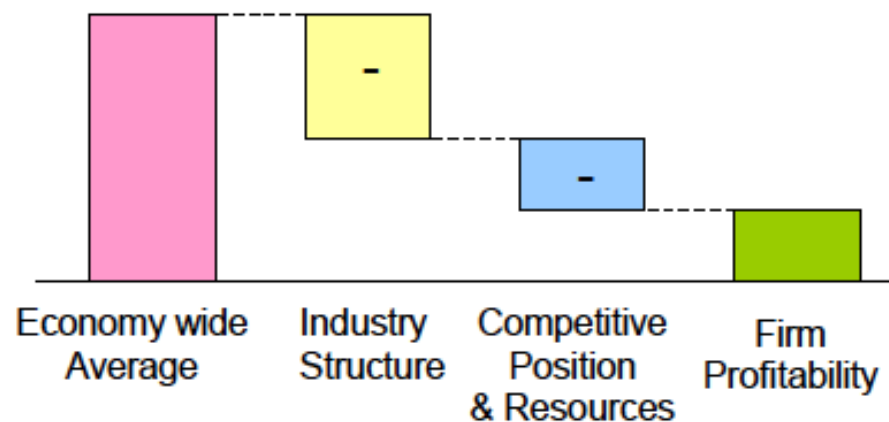 -
-
Economy wide
Average
Industry
Structure
Competitive
Position
& Resources
Firm
Profitability